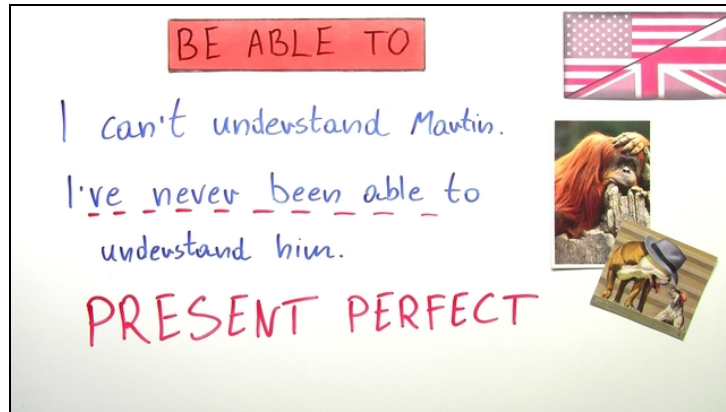 BE ABLE TO
I can't understand Martin.
I've never been able to
understand him.
PRESENT PERFECT